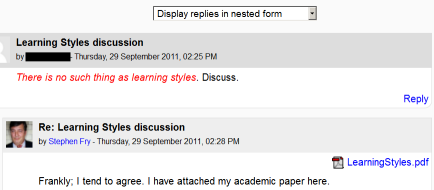 Display replies in nested form
Learning Styles discussion
by - Thursday, 29 September 2011, 02:25 PM
There is no such thing as learning styles. Discuss.
Reply
Re: Learning Styles discussion
by Stephen Fry - Thursday, 29 September 2011, 02:28 PM
LearningStyles.pdf
Frankly; I tend to agree. I have attached my academic paper here.